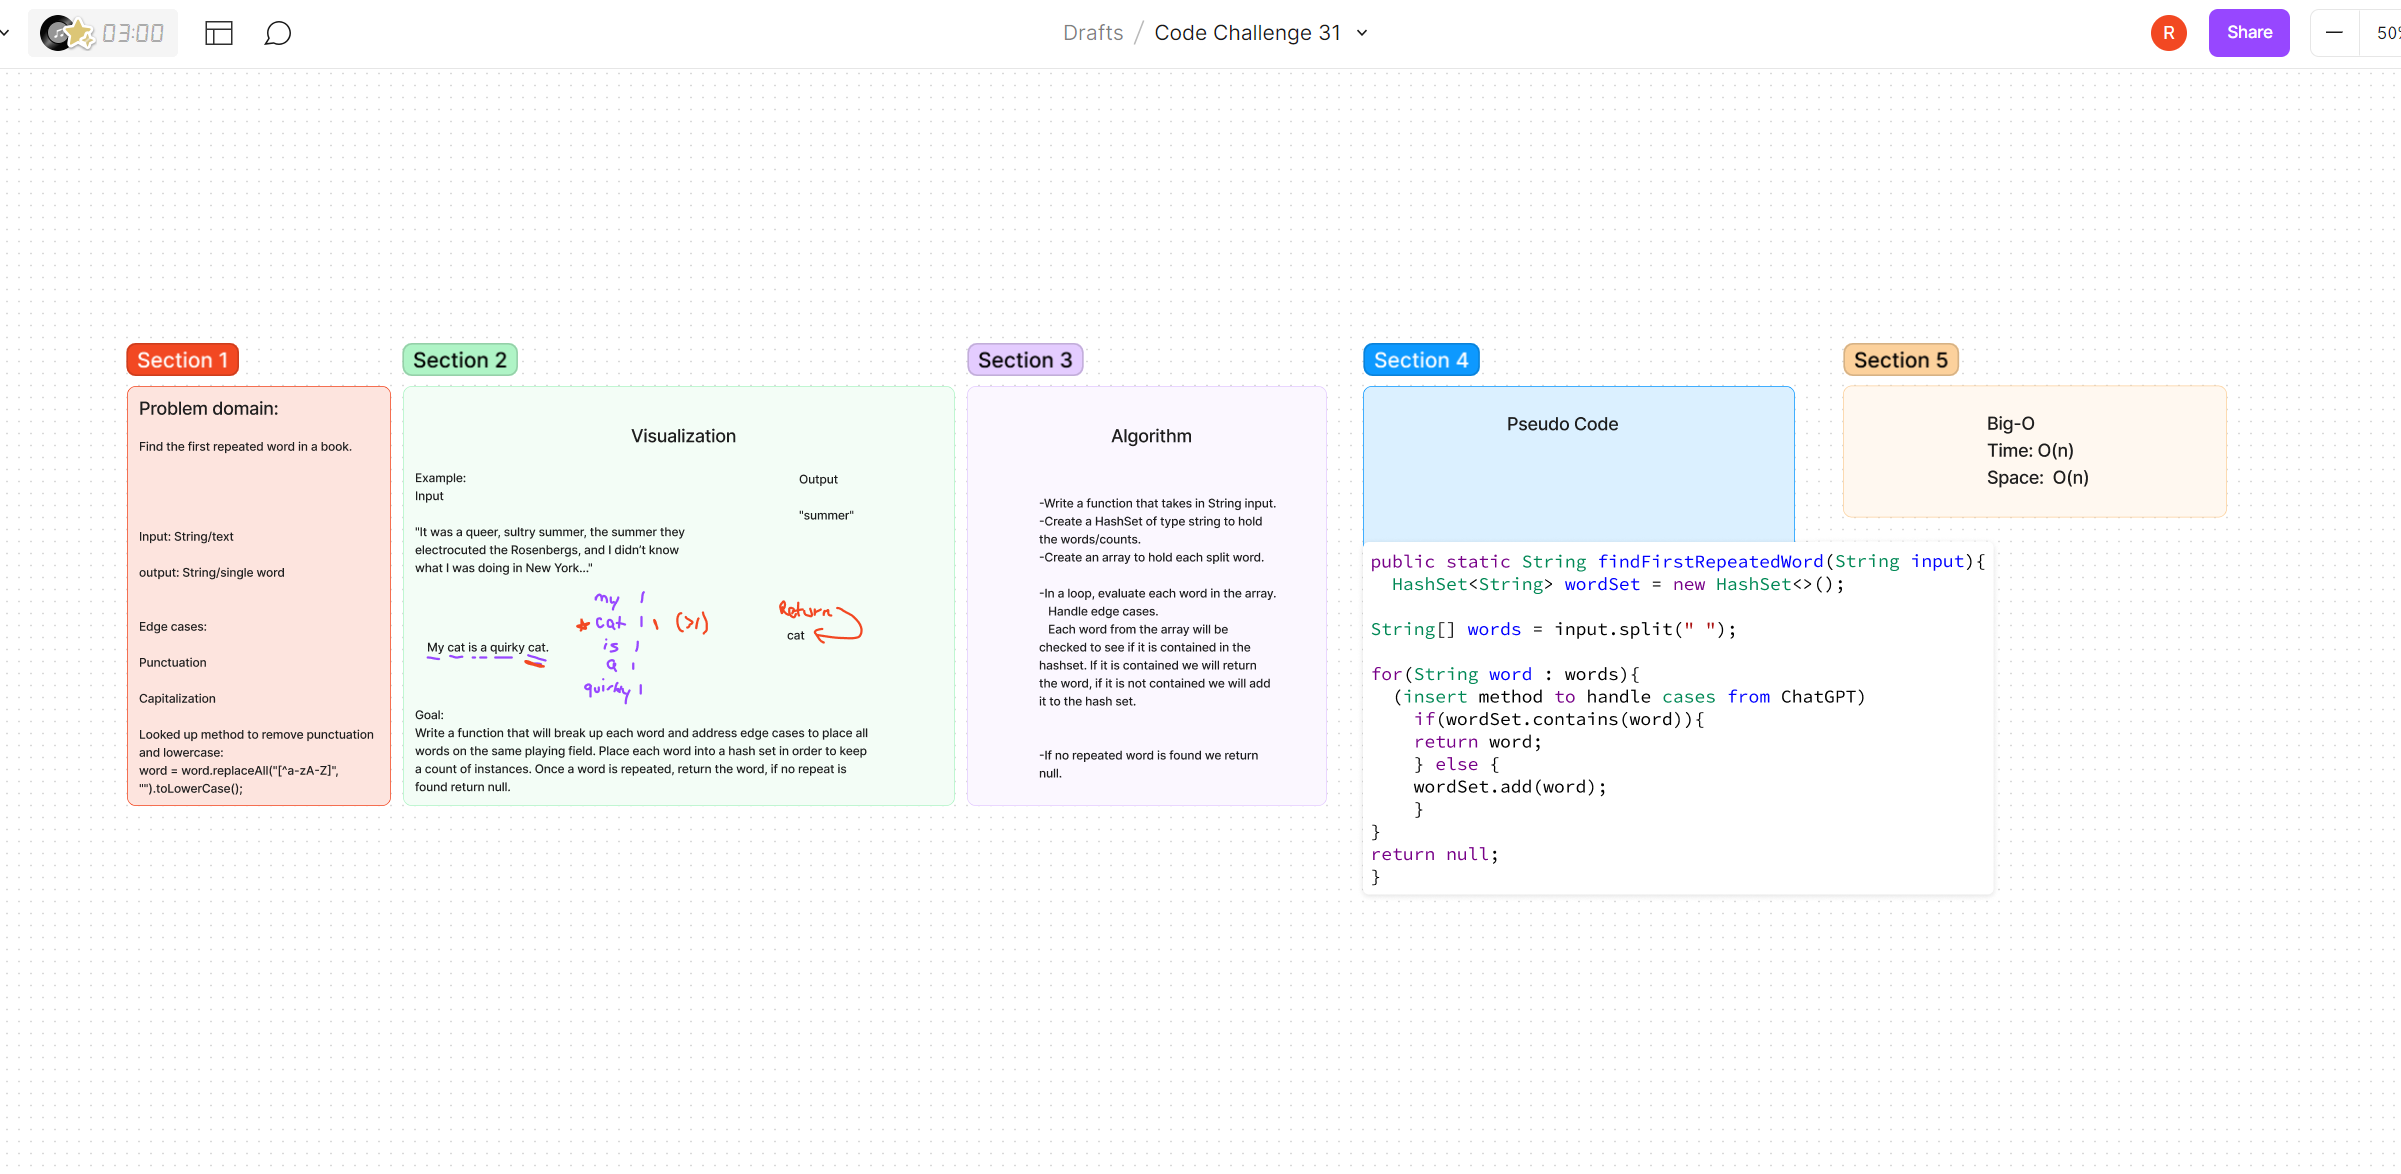 03:00
Drafts / Code Challenge 31
R
Share
50%
Section 1
Problem domain:
Find the first repeated word in a book.
Input: String/text
output: String/single word
Edge cases:
Punctuation
Capitalization
Looked up method to remove punctuation
and lowercase:
word = word.replaceAll("[^a-zA-Z]",
"").toLowerCase();
Section 2
Visualization
Example:
Input
"It was a queer, sultry summer, the summer they
electrocuted the Rosenbergs, and I didn’t know
what I was doing in New York..."
Output
"summer"
My cat is a quirky cat.
my 1
cat 1 1 (>1)
is 1
a 1
quirky 1
Return
cat
Goal:
Write a function that will break up each word and address edge cases to place all
words on the same playing field. Place each word into a hash set in order to keep
a count of instances. Once a word is repeated, return the word, if no repeat is
found return null.
Section 3
Algorithm
-Write a function that takes in String input.
-Create a HashSet of type string to hold
the words/counts.
-Create an array to hold each split word.
-In a loop, evaluate each word in the array.
Handle edge cases.
Each word from the array will be
checked to see if it is contained in the
hashset. If it is contained we will return
the word, if it is not contained we will add
it to the hash set.
-If no repeated word is found we return
null.
Section 4
Pseudo Code
public static String findFirstRepeatedWord(String input){
HashSet<String> wordSet = new HashSet<>();
String[] words = input.split(" ");
for(String word : words){
(insert method to handle cases from ChatGPT)
if(wordSet.contains(word)){
return word;
} else {
wordSet.add(word);
}
}
return null;
}
Section 5
Big-O
Time: O(n)
Space: O(n)